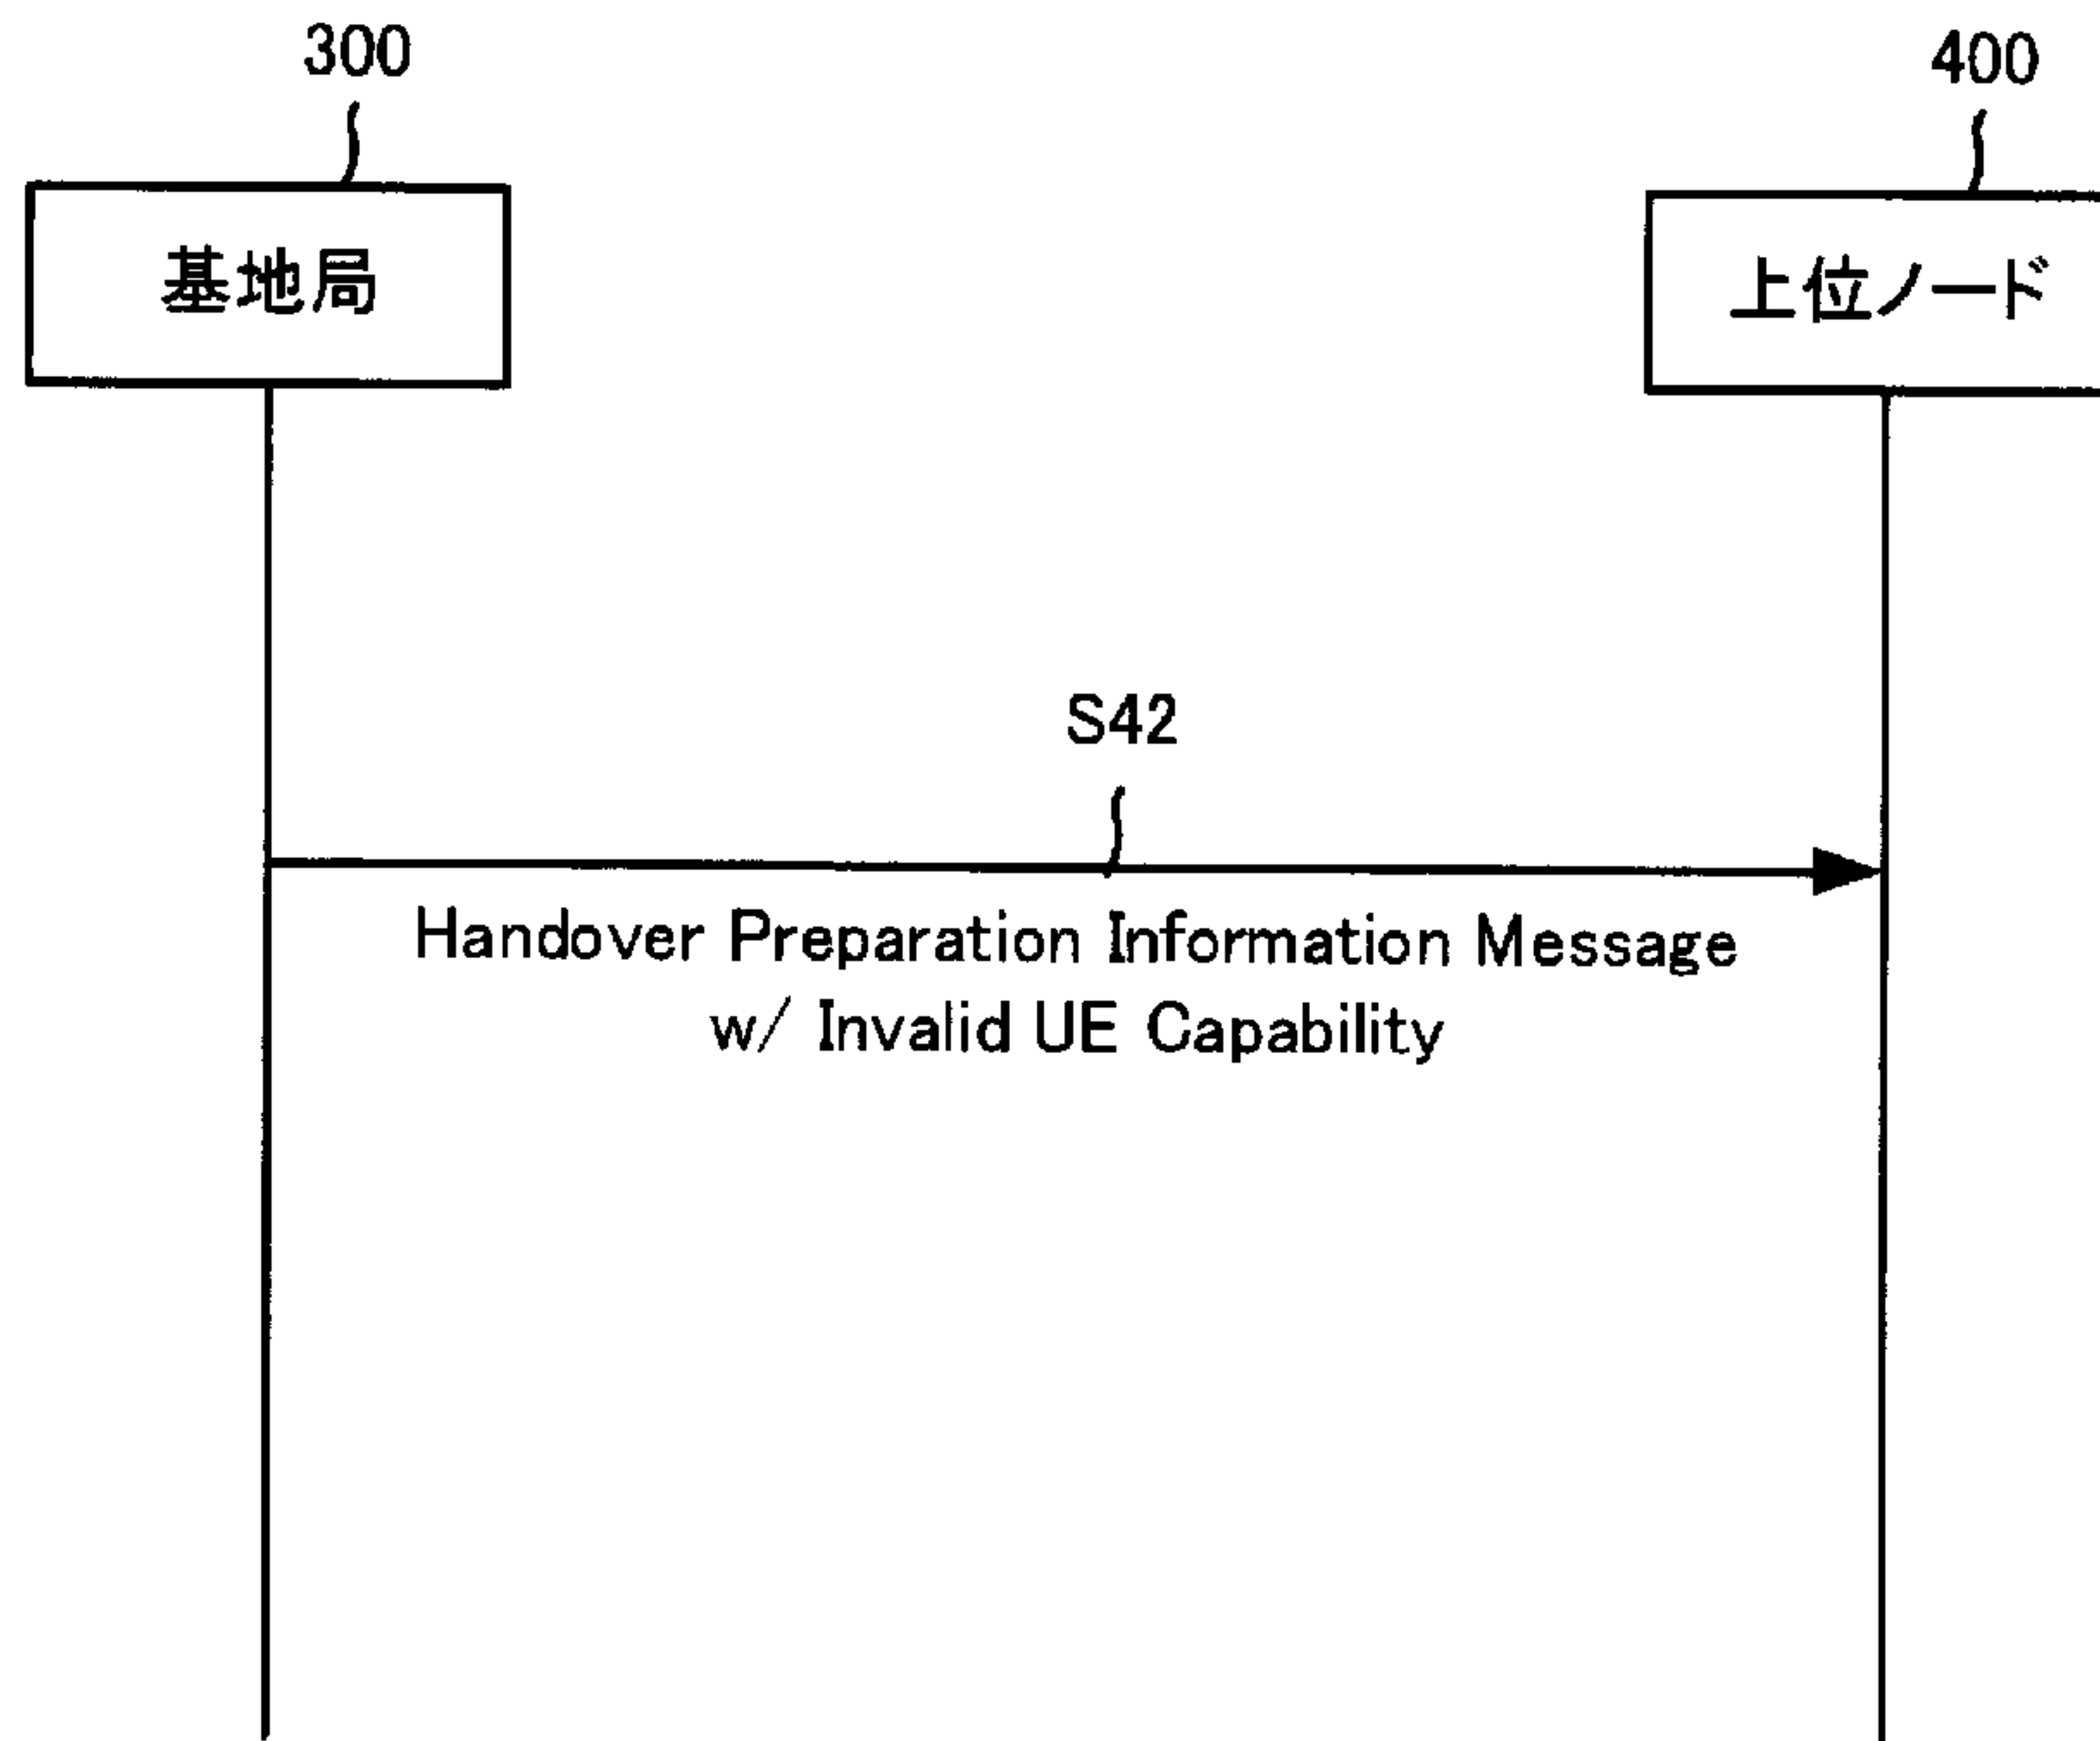 300
400
基地局
上位ノード
S42
Handover Preparation Information Message
w/ Invalid UE Capability